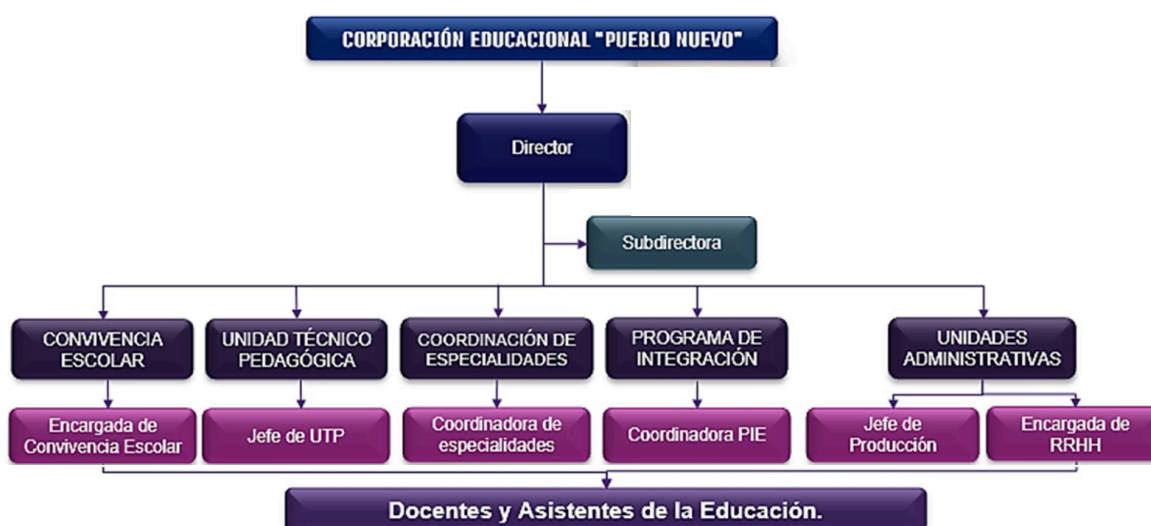 CORPORACIÓN EDUCACIONAL "PUEBLO NUEVO"
Director
Subdirectora
CONVIVENCIA
ESCOLAR
UNIDAD TÉCNICO
PEDAGÓGICA
COORDINACIÓN DE
ESPECIALIDADES
PROGRAMA DE
INTEGRACIÓN
UNIDADES
ADMINISTRATIVAS
Encargada de
Convivencia Escolar
Jefe de UTP
Coordinadora de
especialidades
Coordinadora PIE
Jefe de
Producción
Encargada de
RRHH
Docentes y Asistentes de la Educación.